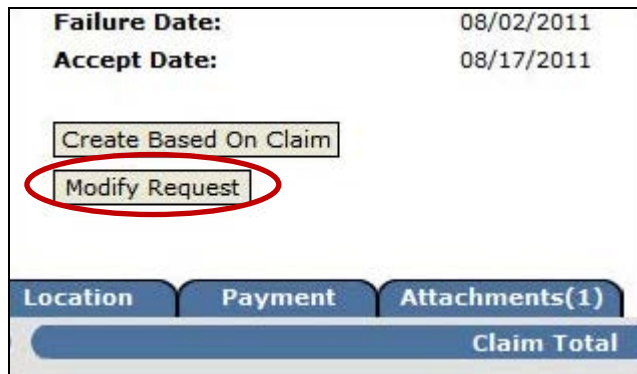 Failure Date: 08/02/2011
Accept Date: 08/17/2011
Create Based On Claim
Modify Request
Location Payment Attachments(1)
Claim Total